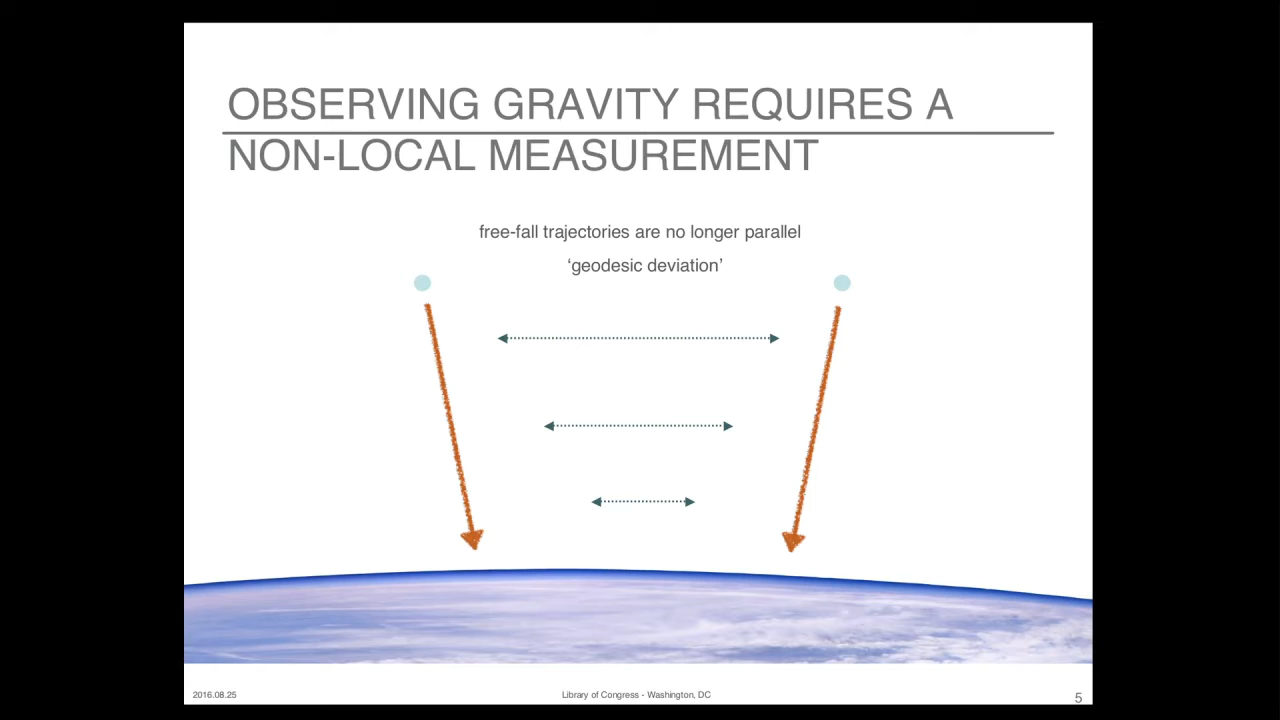 OBSERVING GRAVITY REQUIRES A
NON-LOCAL MEASUREMENT
free-fall trajectories are no longer parallel
‘geodesic deviation’
2016.08.25
Library of Congress - Washington, DC
5